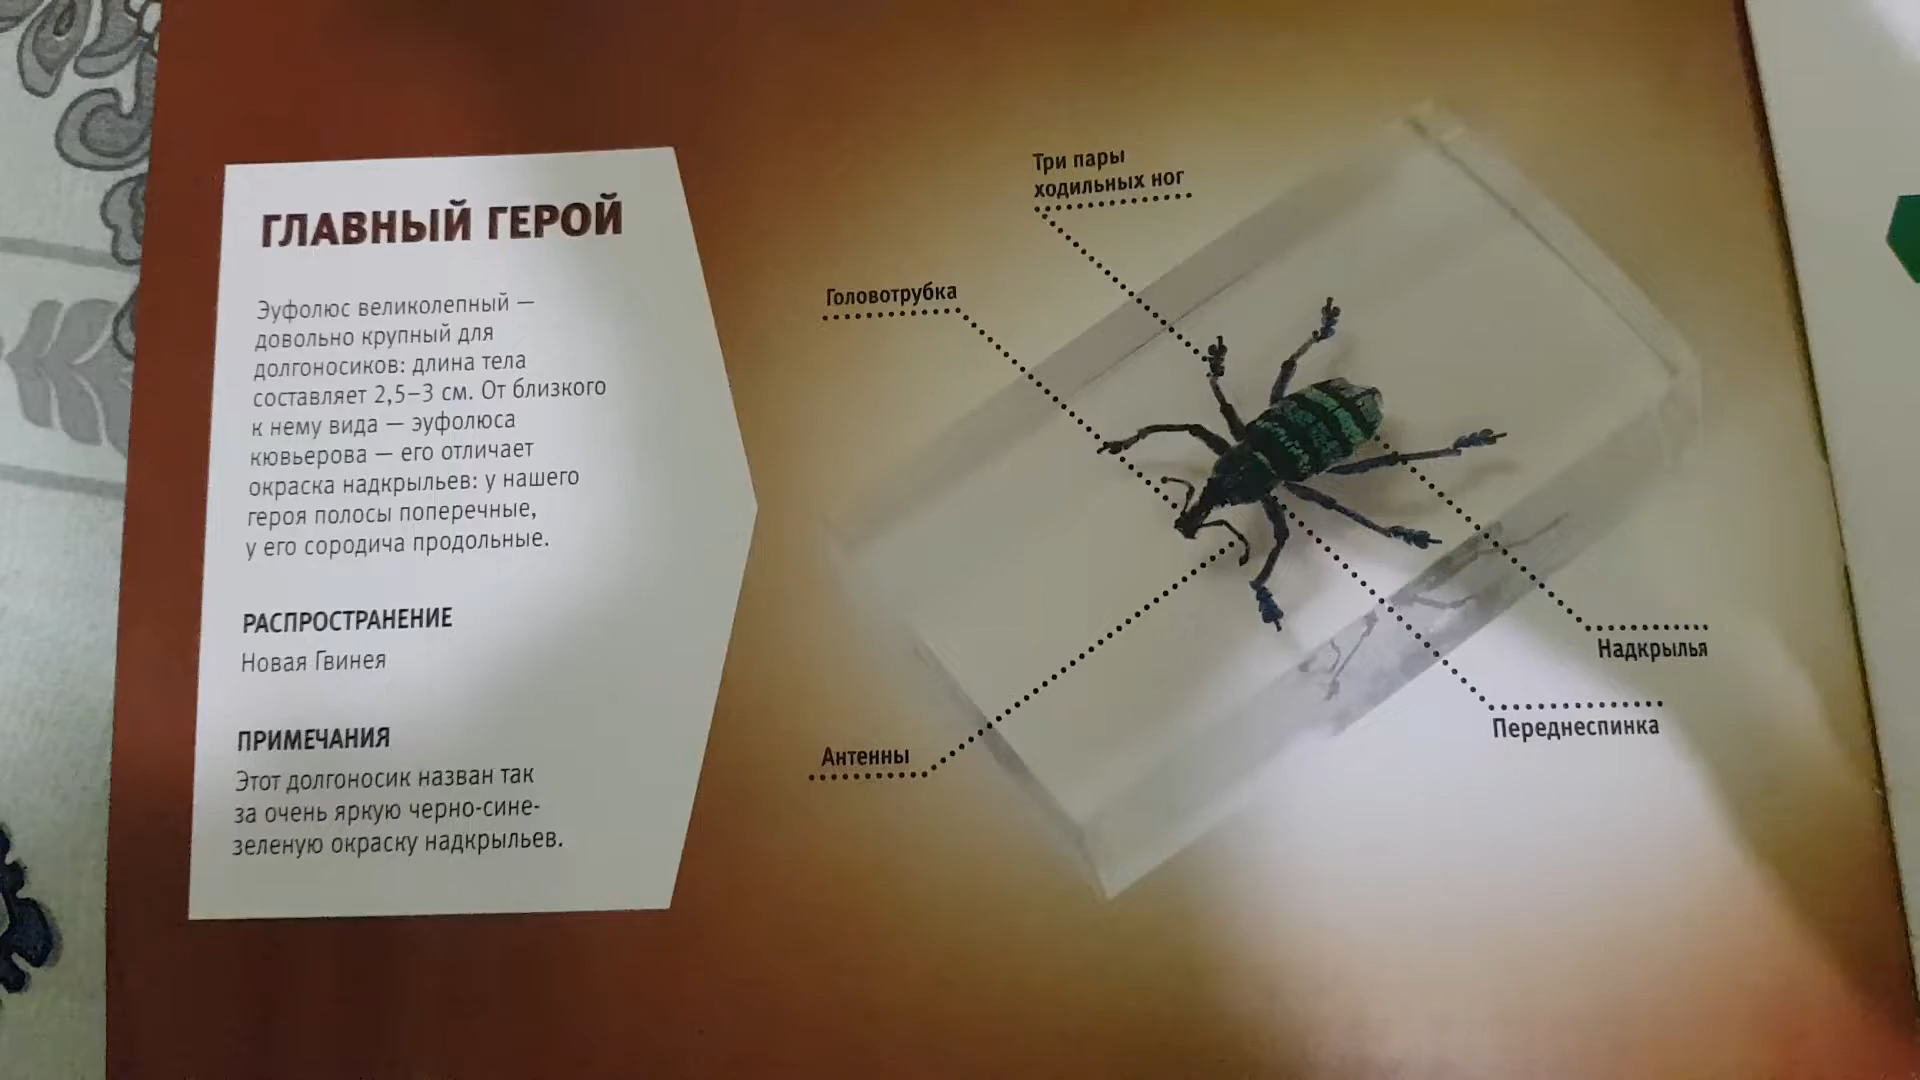 ГЛАВНЫЙ ГЕРОЙ
Эуфолюс великолепный —
довольно крупный для
долгоносиков: длина тела
составляет 2,5–3 см. От близкого
к нему вида — эуфолюса
кювьерова — его отличает
окраска надкрыльев: у нашего
героя полосы поперечные,
у его сородича продольные.
РАСПРОСТРАНЕНИЕ
Новая Гвинея
ПРИМЕЧАНИЯ
Этот долгоносик назван так
за очень яркую черно-сине-
зеленую окраску надкрыльев.
Три пары
ходильных ног
Головотрубка
Антенны
Надкрылья
Переднеспинка